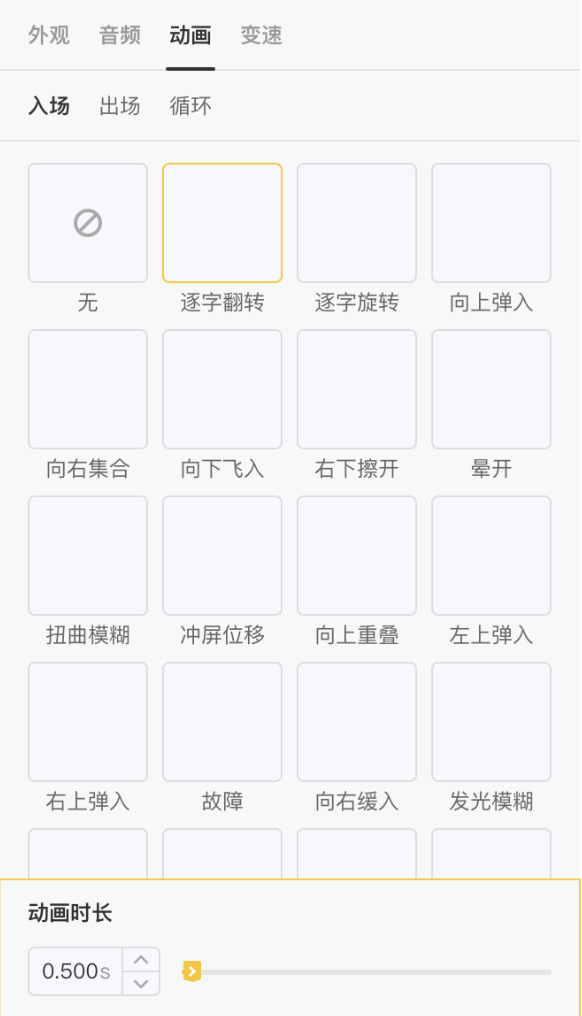 外观 音频 动画 变速
入场 出场 循环
无 逐字翻转 逐字旋转 向上弹入
向右集合 向下飞入 右下擦开 晕开
扭曲模糊 冲屏位移 向上重叠 左上弹入
右上弹入 故障 向右缓入 发光模糊
动画时长
0.500s